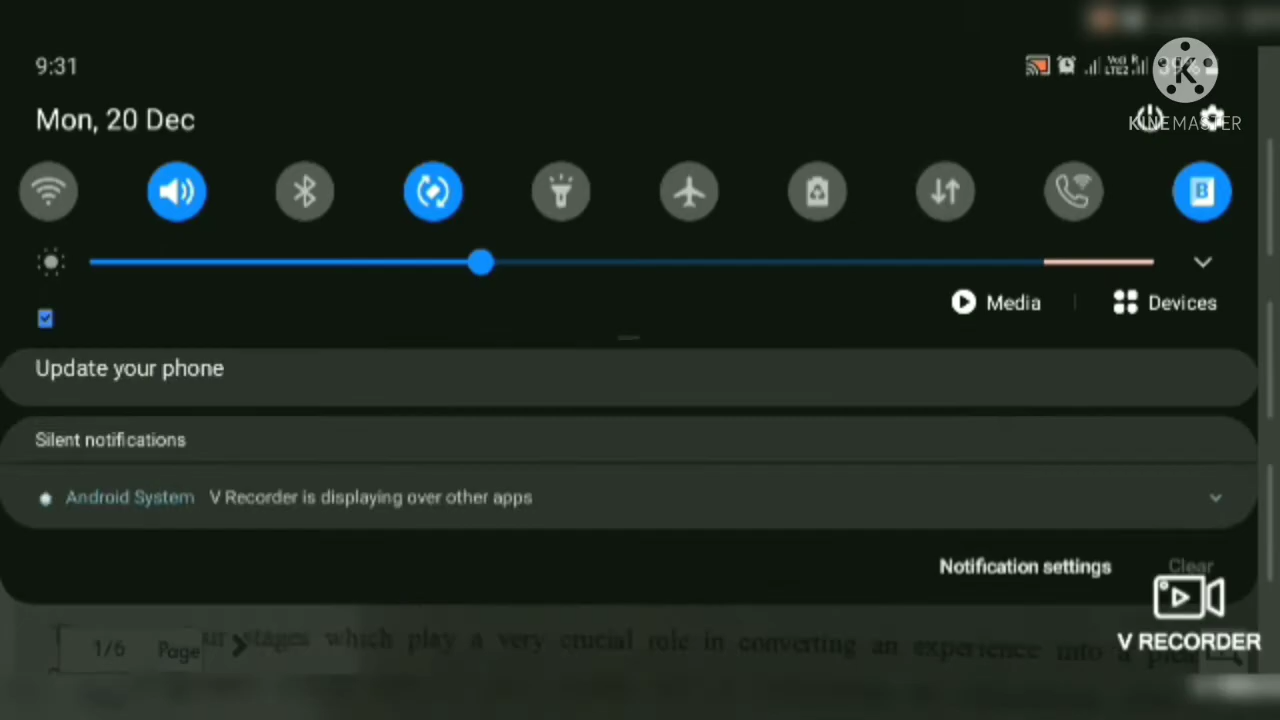 9:31
KINEMASTER
Mon, 20 Dec
B
Media
Devices
Update your phone
Silent notifications
Android System V Recorder is displaying over other apps
Notification settings
Clear
V RECORDER
1/6 Page
stages which play a very crucial role in converting an experience into a